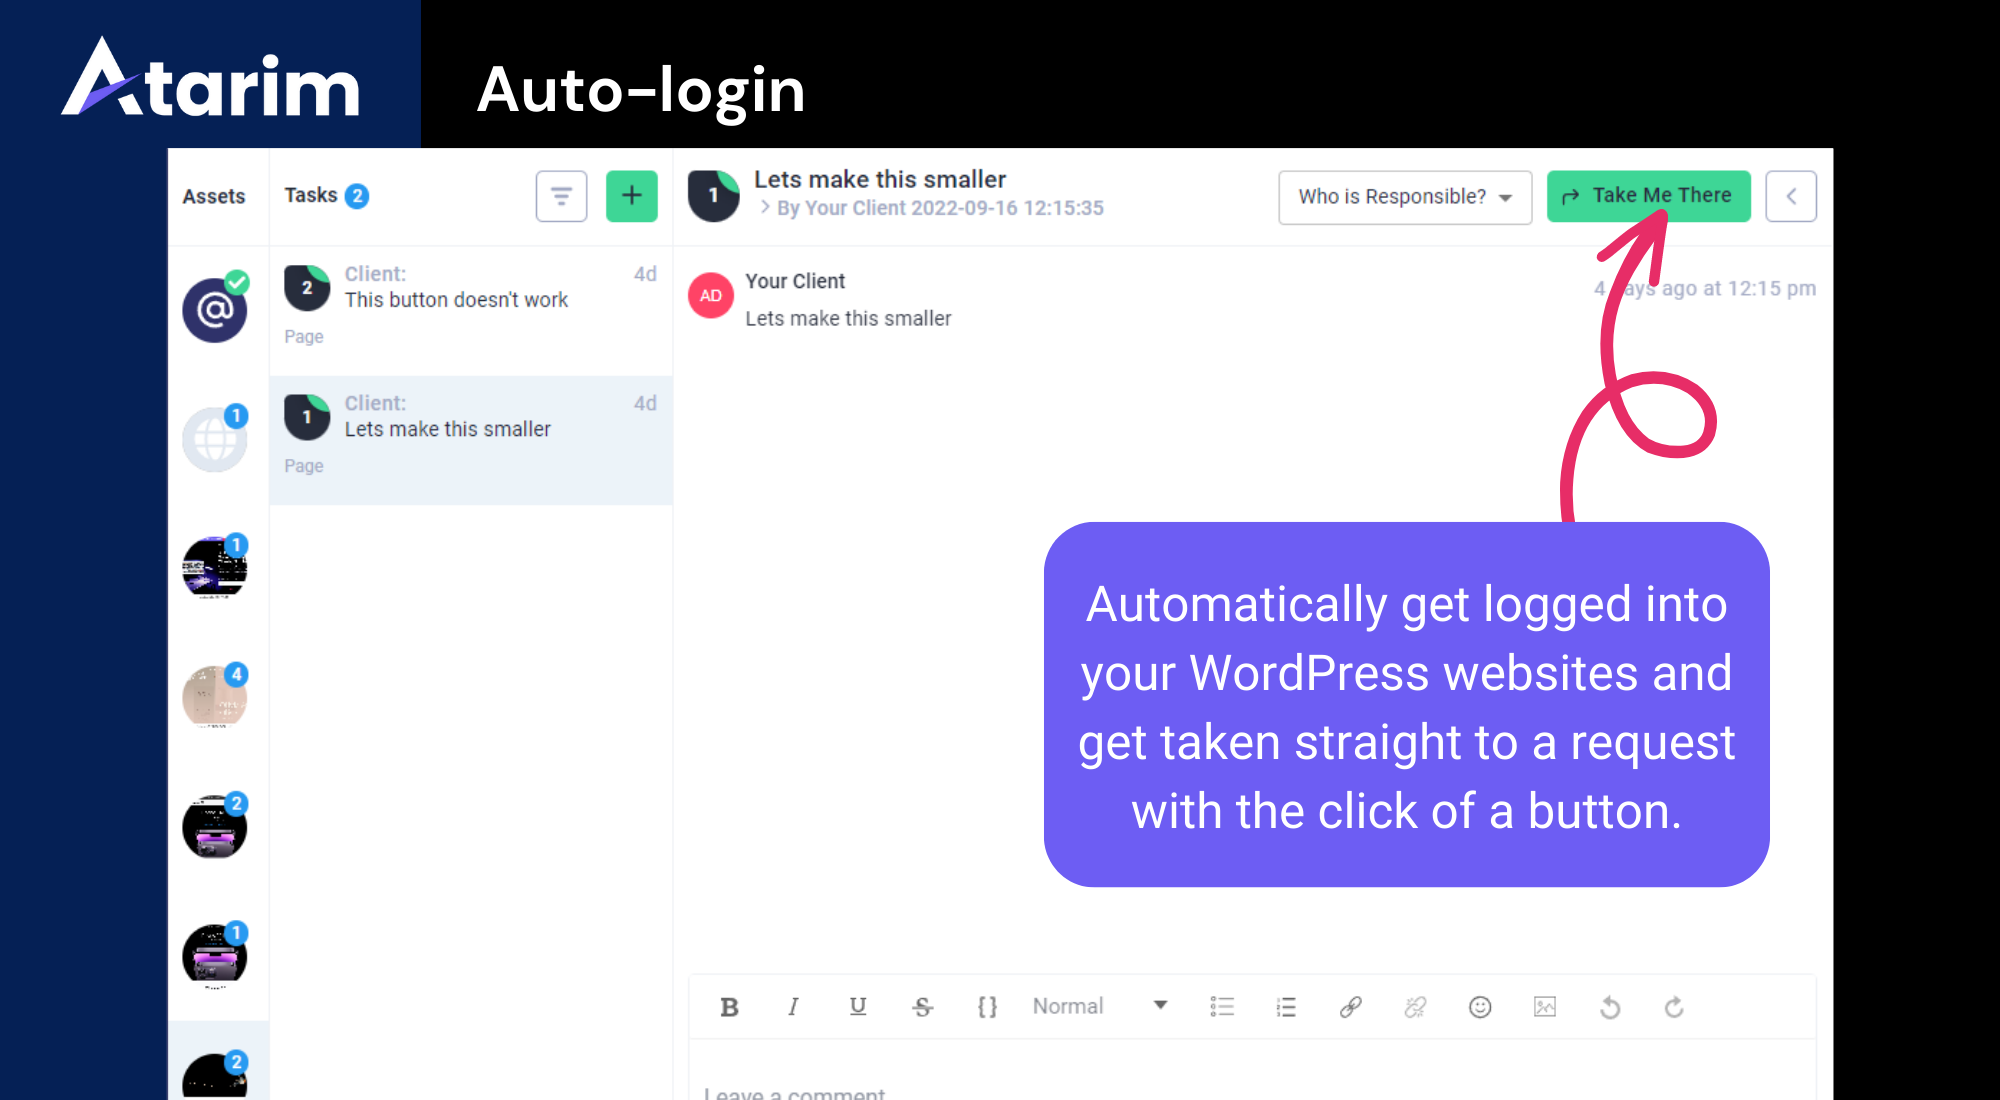 Atarim
Auto-login
Assets
Tasks 2
+
1
Lets make this smaller
By Your Client 2022-09-16 12:15:35
Who is Responsible?
Take Me There
2
Client:
4d
This button doesn't work
Page
1
Client:
4d
Lets make this smaller
Page
AD
Your Client
Lets make this smaller
4 days ago at 12:15 pm
@
1
1
4
2
1
2
Automatically get logged into
your WordPress websites and
get taken straight to a request
with the click of a button.
B I U S {} Normal
Leave a comment